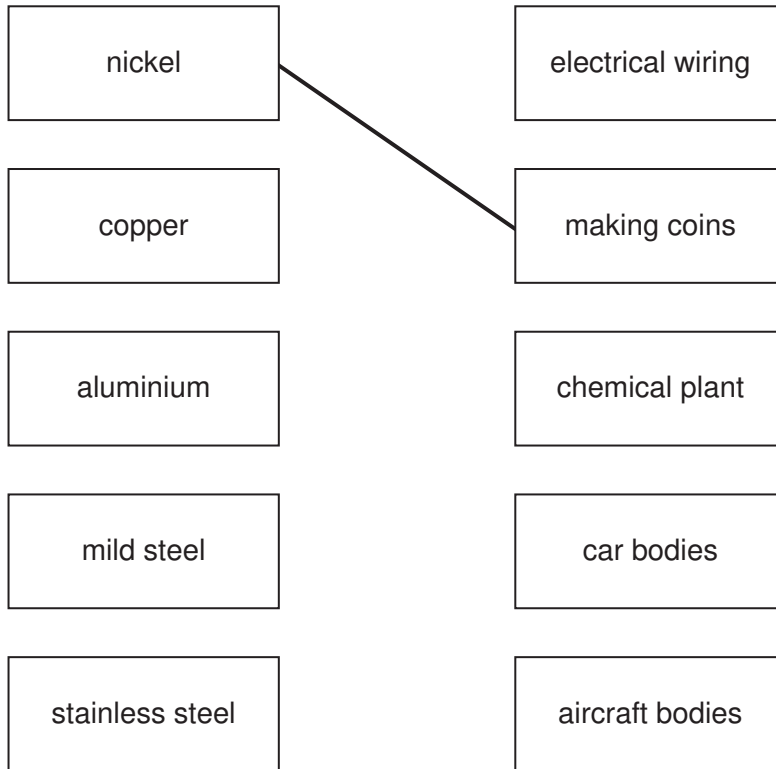 nickel
electrical wiring
copper
making coins
aluminium
chemical plant
mild steel
car bodies
stainless steel
aircraft bodies